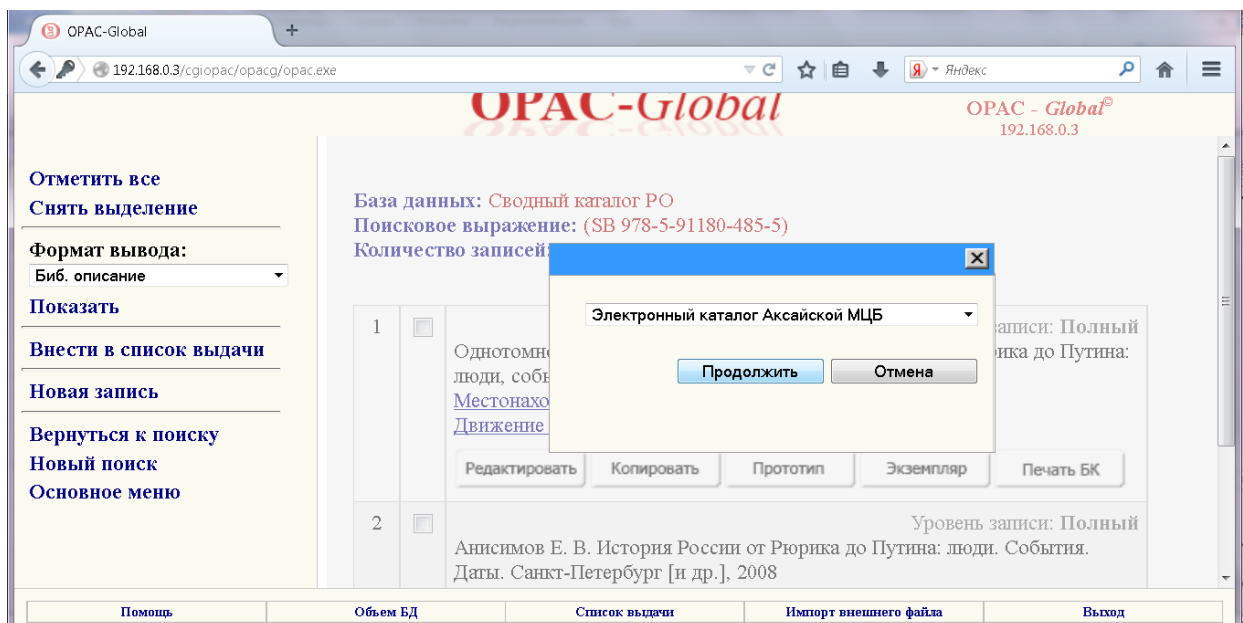 OPAC-Global
192.168.0.3/cgiopac/opacg/opac.exe
Яндекс
OPAC-Global
OPAC - Global©
192.168.0.3
Отметить все
Снять выделение
Формат вывода:
Биб. описание
Показать
Внести в список выдачи
Новая запись
Вернуться к поиску
Новый поиск
Основное меню
База данных: Сводный каталог РО
Поисковое выражение: (SB 978-5-91180-485-5)
Количество записей:
Электронный каталог Аксайской МЦБ
Продолжить Отмена
1
записи: Полный
до Путина:
люди,
Движение
Редактировать Копировать Прототип Экземпляр Печать БК
2
Уровень записи: Полный
Анисимов Е. В. История России от Рюрика до Путина: люди. События.
Даты. Санкт-Петербург [и др.], 2008
Помощь Объем БД Список выдачи Импорт внешнего файла Выход